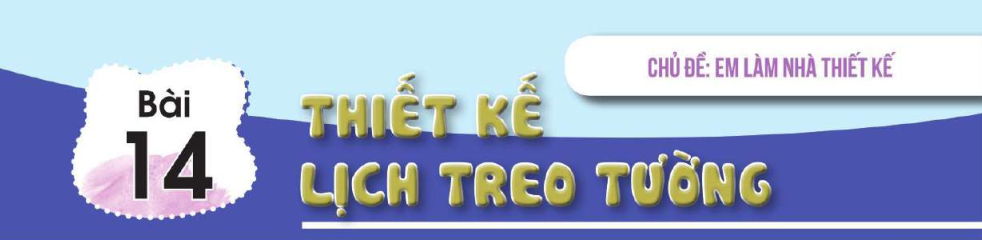 CHỦ ĐỀ: EM LÀM NHÀ THIẾT KẾ
Bài
14
THIẾT KẾ
LỊCH TREO TƯỜNG